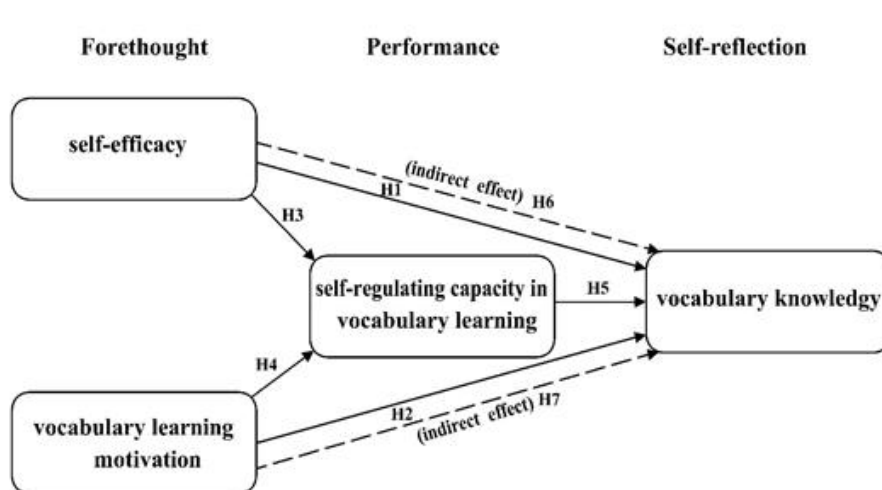 Forethought Performance Self-reflection
self-efficacy
(indirect effect) H6
H1
H3
self-regulating capacity in
vocabulary learning
H5
vocabulary knowledgy
H4
vocabulary learning
motivation
H2
(indirect effect) H7